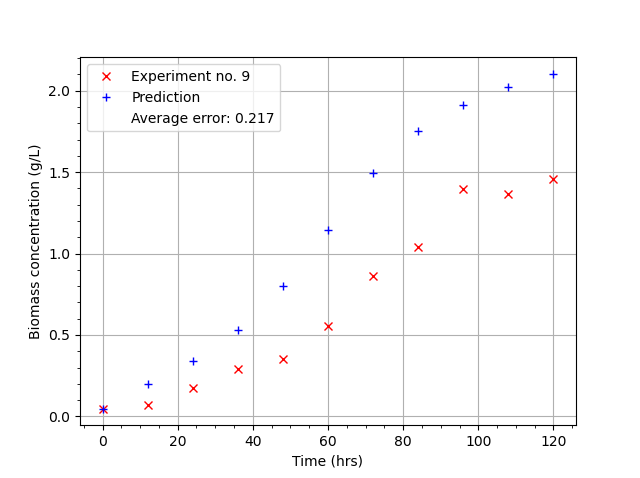 Experiment no. 9
Prediction
Average error: 0.217
2.0
1.5
1.0
0.5
0.0
Biomass concentration (g/L)
0 20 40 60 80 100 120
Time (hrs)